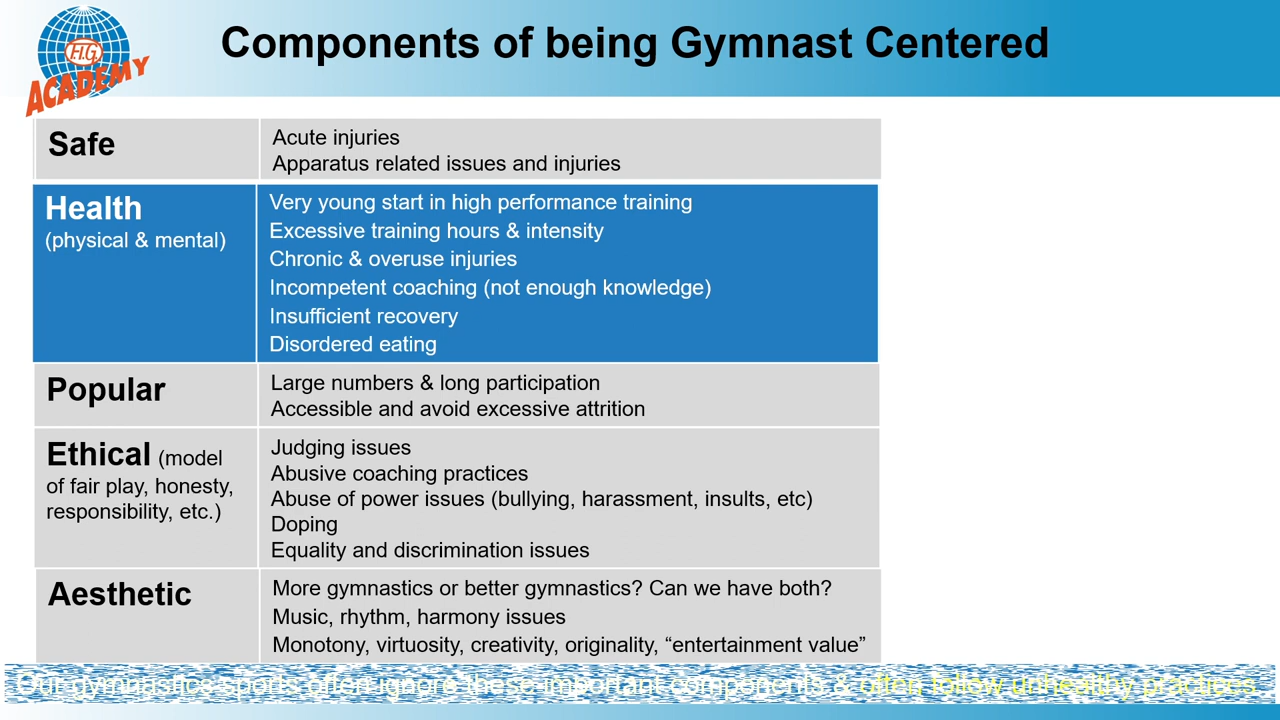 F.I.G.
ACADEMY
Components of being Gymnast Centered
Safe
Acute injuries
Apparatus related issues and injuries
Health
(physical & mental)
Very young start in high performance training
Excessive training hours & intensity
Chronic & overuse injuries
Incompetent coaching (not enough knowledge)
Insufficient recovery
Disordered eating
Popular
Large numbers & long participation
Accessible and avoid excessive attrition
Ethical (model
of fair play, honesty,
responsibility, etc.)
Judging issues
Abusive coaching practices
Abuse of power issues (bullying, harassment, insults, etc)
Doping
Equality and discrimination issues
Aesthetic
More gymnastics or better gymnastics? Can we have both?
Music, rhythm, harmony issues
Monotony, virtuosity, creativity, originality, “entertainment value”
Our gymnastics sports often ignore these important components & often follow unhealthy practices.